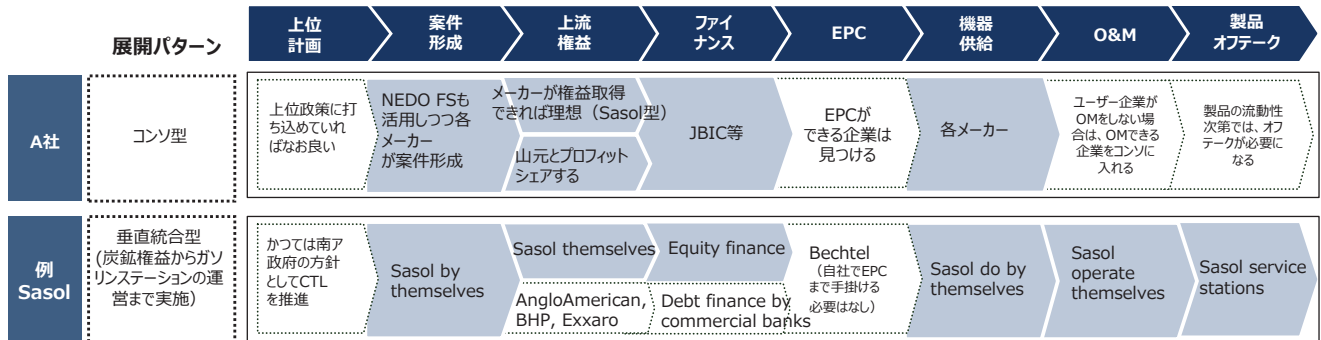 展開パターン
上位
計画
案件
形成
上流
権益
ファイ
ナンス
EPC
機器
供給
O&M
製品
オフテーク
A社
コンソ型
上位政策に打
ち込めていれ
ばなお良い
NEDO FSも
活用しつつ各
メーカー
が案件形成
メーカーが権益取得
できれば理想（Sasol型）
山元とプロフィット
シェアする
JBIC等
EPCが
できる企業は
見つける
各メーカー
ユーザー企業が
OMをしない場
合は、OMできる
企業をコンソに
入れる
製品の流動性
次第では、オフ
テークが必要に
なる
例
Sasol
垂直統合型
(炭鉱権益からガソ
リンステーションの運
営まで実施）
かつては南ア
政府の方針
としてCTL
を推進
Sasol by
themselves
Sasol themselves
AngloAmerican,
BHP, Exxaro
Equity finance
Debt finance by
commercial banks
Bechtel
（自社でEPC
まで手掛ける
必要はなし）
Sasol do by
themselves
Sasol
operate
themselves
Sasol service
stations